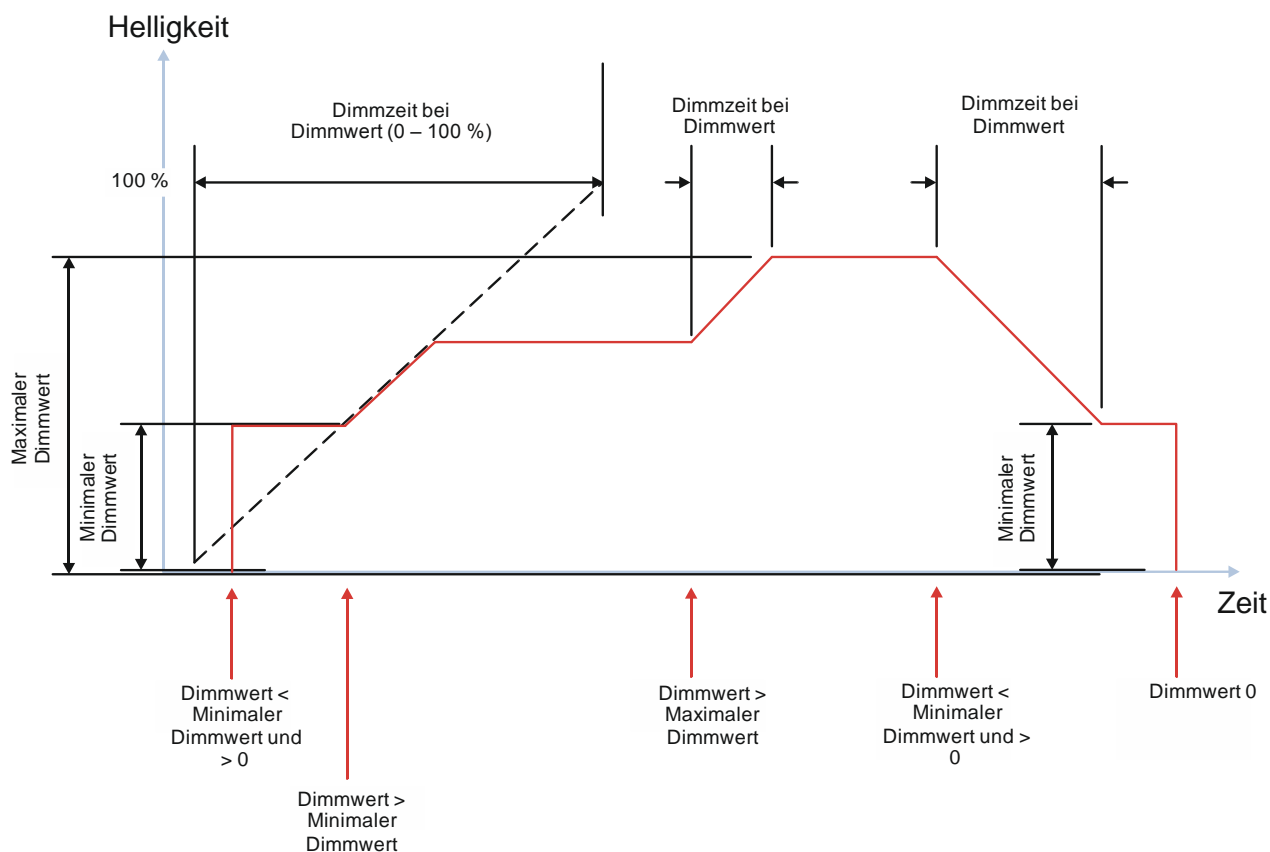 Helligkeit
Dimmzeit bei
Dimmwert (0 – 100 %)
Dimmzeit bei
Dimmwert
Dimmzeit bei
Dimmwert
100 %
Maximaler
Dimmwert
Minimaler
Dimmwert
Minimaler
Dimmwert
Zeit
Dimmwert <
Minimaler
Dimmwert und
> 0
Dimmwert >
Minimaler
Dimmwert
Dimmwert >
Maximaler
Dimmwert
Dimmwert <
Minimaler
Dimmwert und >
0
Dimmwert 0